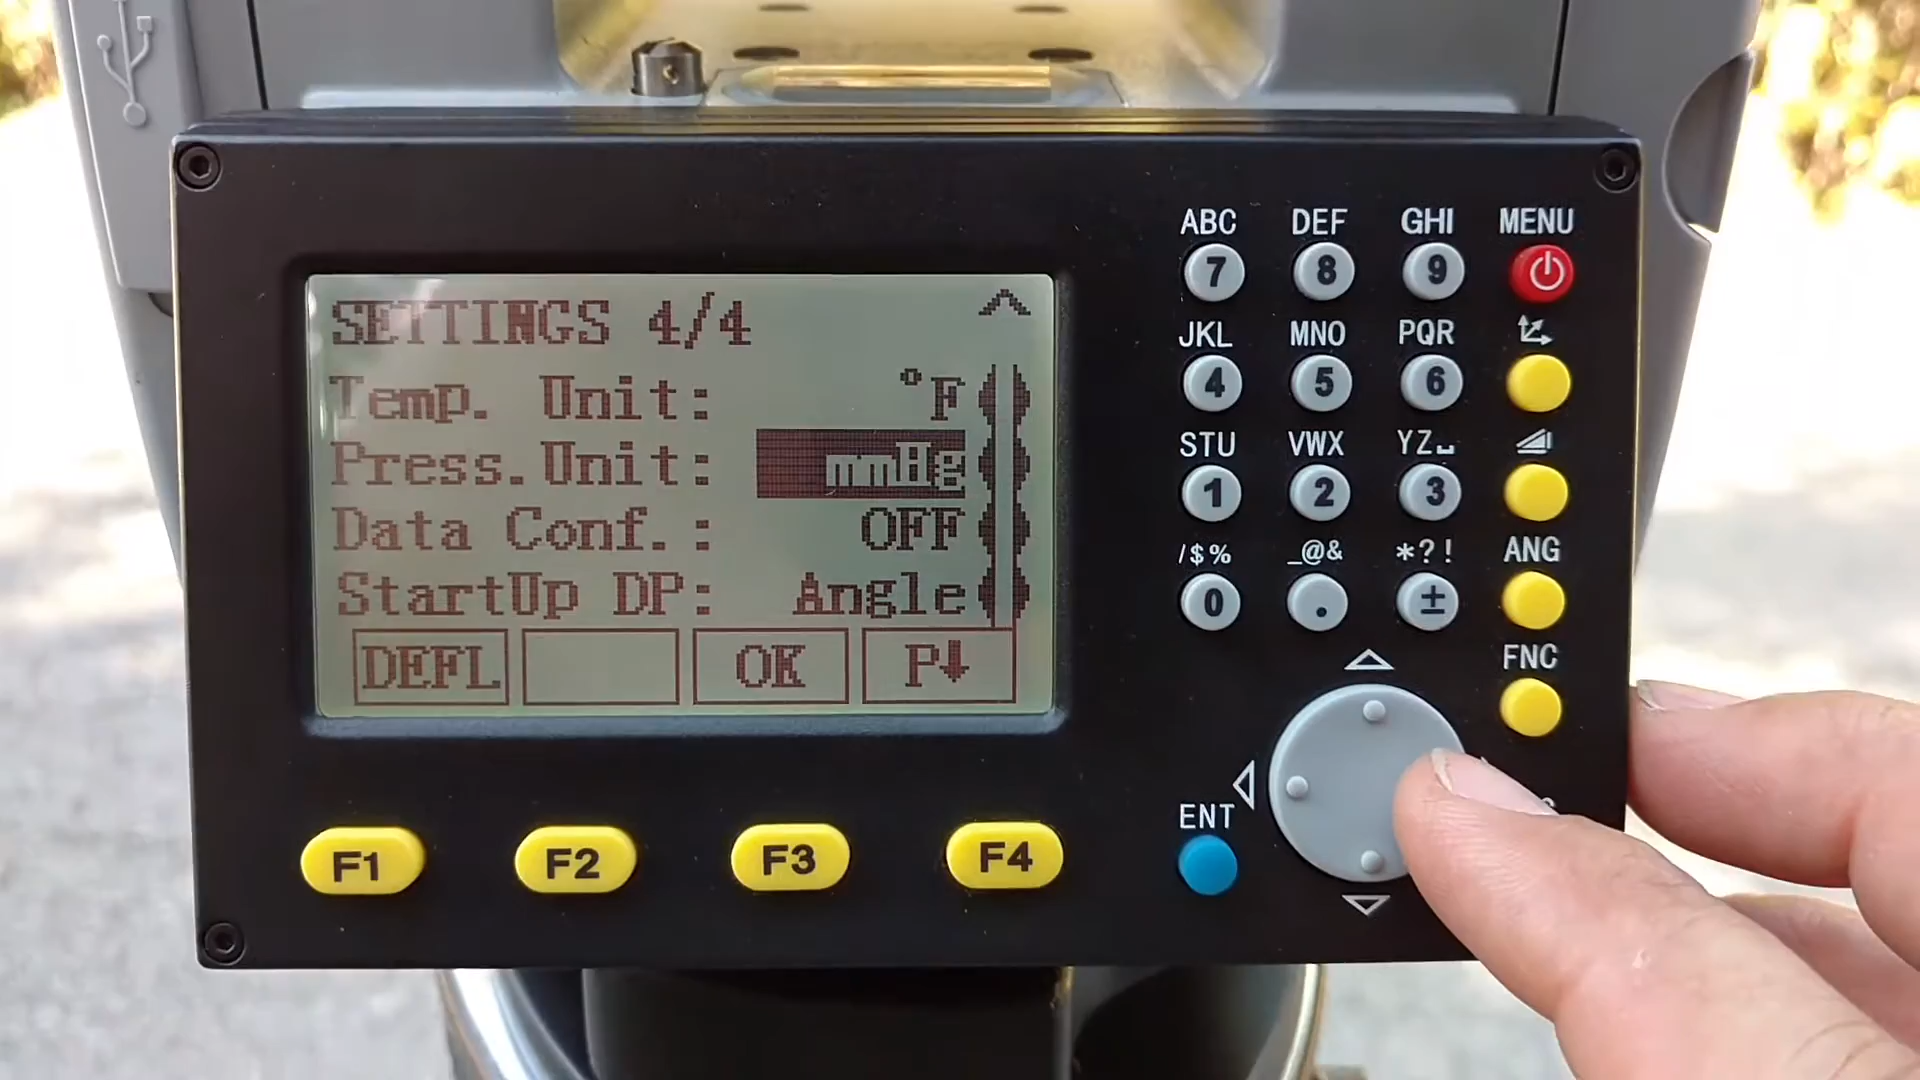 SETTINGS 4/4
Temp. Unit: °F
Press.Unit: mmHg
Data Conf.: OFF
StartUp DP: Angle
DEFL OK P↓
F1 F2 F3 F4
ABC DEF GHI MENU
7 8 9
JKL MNO PQR
4 5 6
STU VWX YZ␣
1 2 3
/$% _@& *?! ANG
0 . ±
FNC
ENT